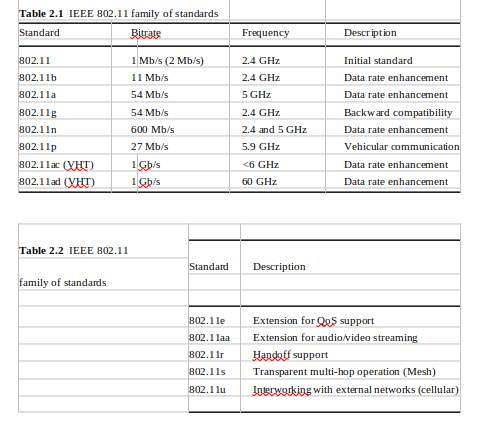 Table 2.1 IEEE 802.11 family of standards
Standard Bitrate Frequency Description
802.11 1 Mb/s (2 Mb/s) 2.4 GHz Initial standard
802.11b 11 Mb/s 2.4 GHz Data rate enhancement
802.11a 54 Mb/s 5 GHz Data rate enhancement
802.11g 54 Mb/s 2.4 GHz Backward compatibility
802.11n 600 Mb/s 2.4 and 5 GHz Data rate enhancement
802.11p 27 Mb/s 5.9 GHz Vehicular communication
802.11ac (VHT) 1 Gb/s <6 GHz Data rate enhancement
802.11ad (VHT) 1 Gb/s 60 GHz Data rate enhancement
Table 2.2 IEEE 802.11
family of standards
Standard Description
802.11e Extension for QoS support
802.11aa Extension for audio/video streaming
802.11r Handoff support
802.11s Transparent multi-hop operation (Mesh)
802.11u Interworking with external networks (cellular)